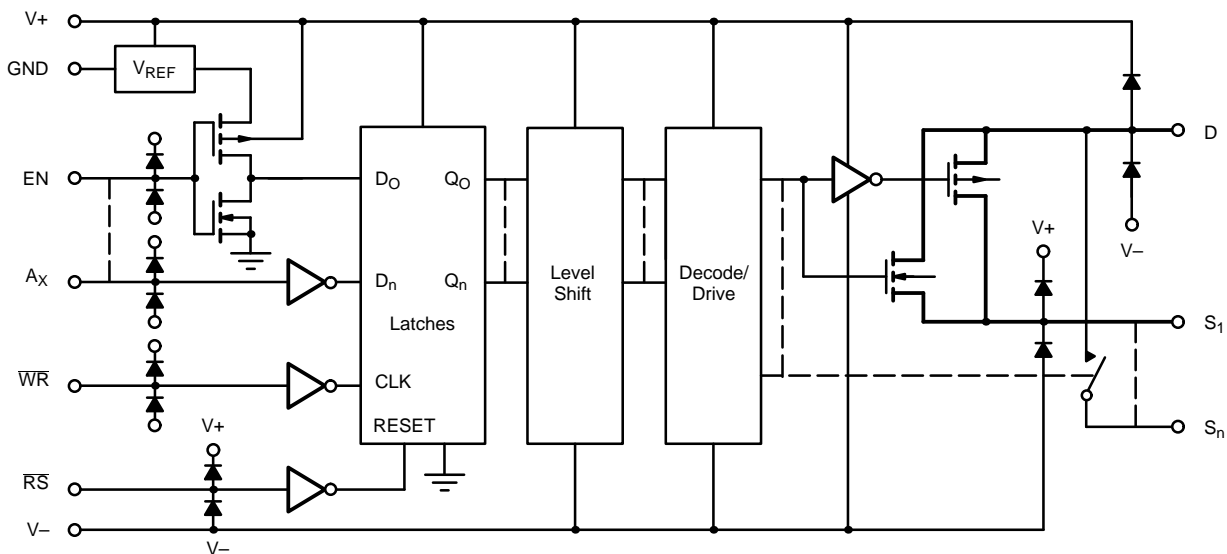 V+
GND
VREF
EN
AX
WR
RS
V–
V+
V–
DO
QO
Dn
Qn
Latches
CLK
RESET
Level
Shift
Decode/
Drive
V+
V–
D
S1
Sn